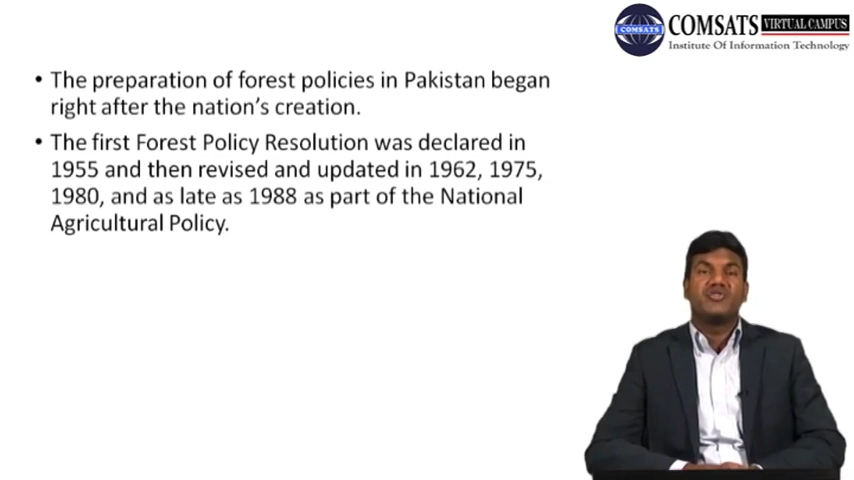 COMSATS VIRTUAL CAMPUS
COMSATS
Institute Of Information Technology
• The preparation of forest policies in Pakistan began
right after the nation's creation.
• The first Forest Policy Resolution was declared in
1955 and then revised and updated in 1962, 1975,
1980, and as late as 1988 as part of the National
Agricultural Policy.